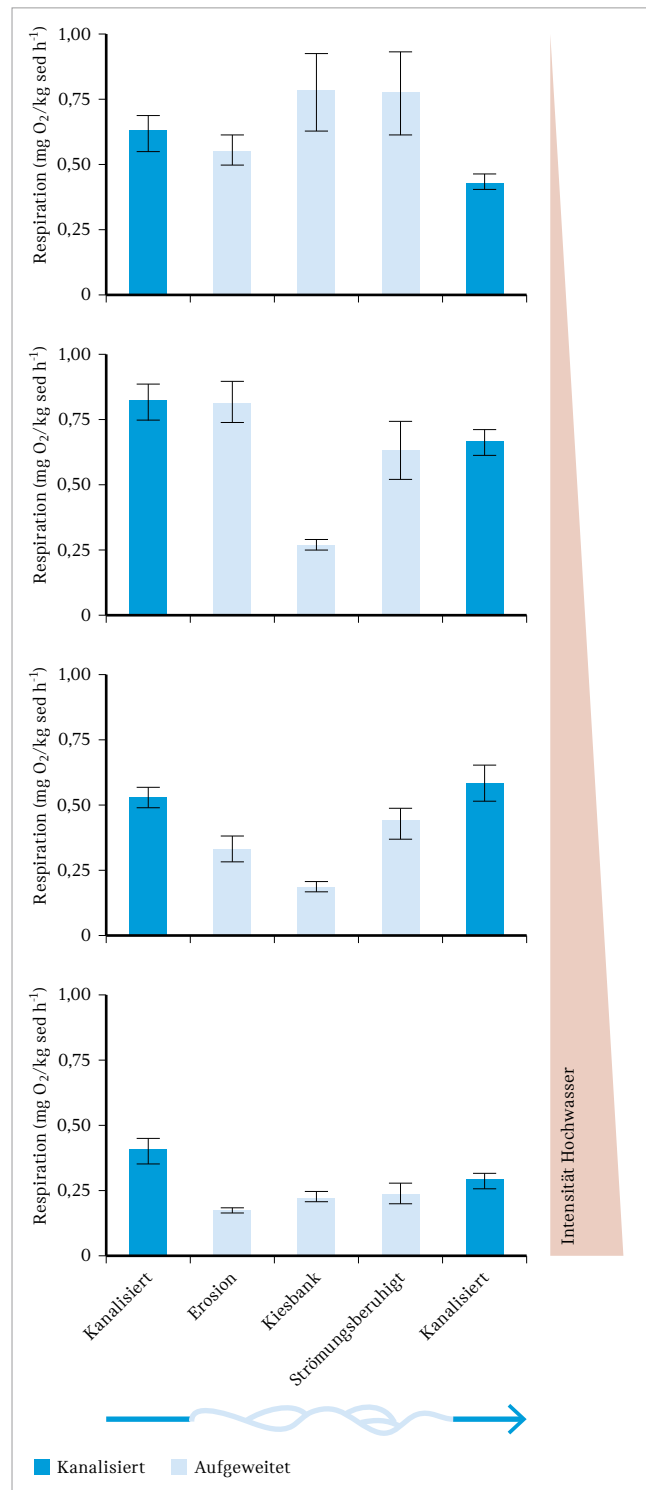 Respiration (mg O₂/kg sed h⁻¹)
1,00
0,75
0,50
0,25
0
Respiration (mg O₂/kg sed h⁻¹)
1,00
0,75
0,50
0,25
0
Respiration (mg O₂/kg sed h⁻¹)
1,00
0,75
0,50
0,25
0
Respiration (mg O₂/kg sed h⁻¹)
1,00
0,75
0,50
0,25
0
Intensität Hochwasser
Kanalisiert
Erosion
Kiesbank
Strömungsberuhigt
Kanalisiert
Kanalisiert
Aufgeweitet